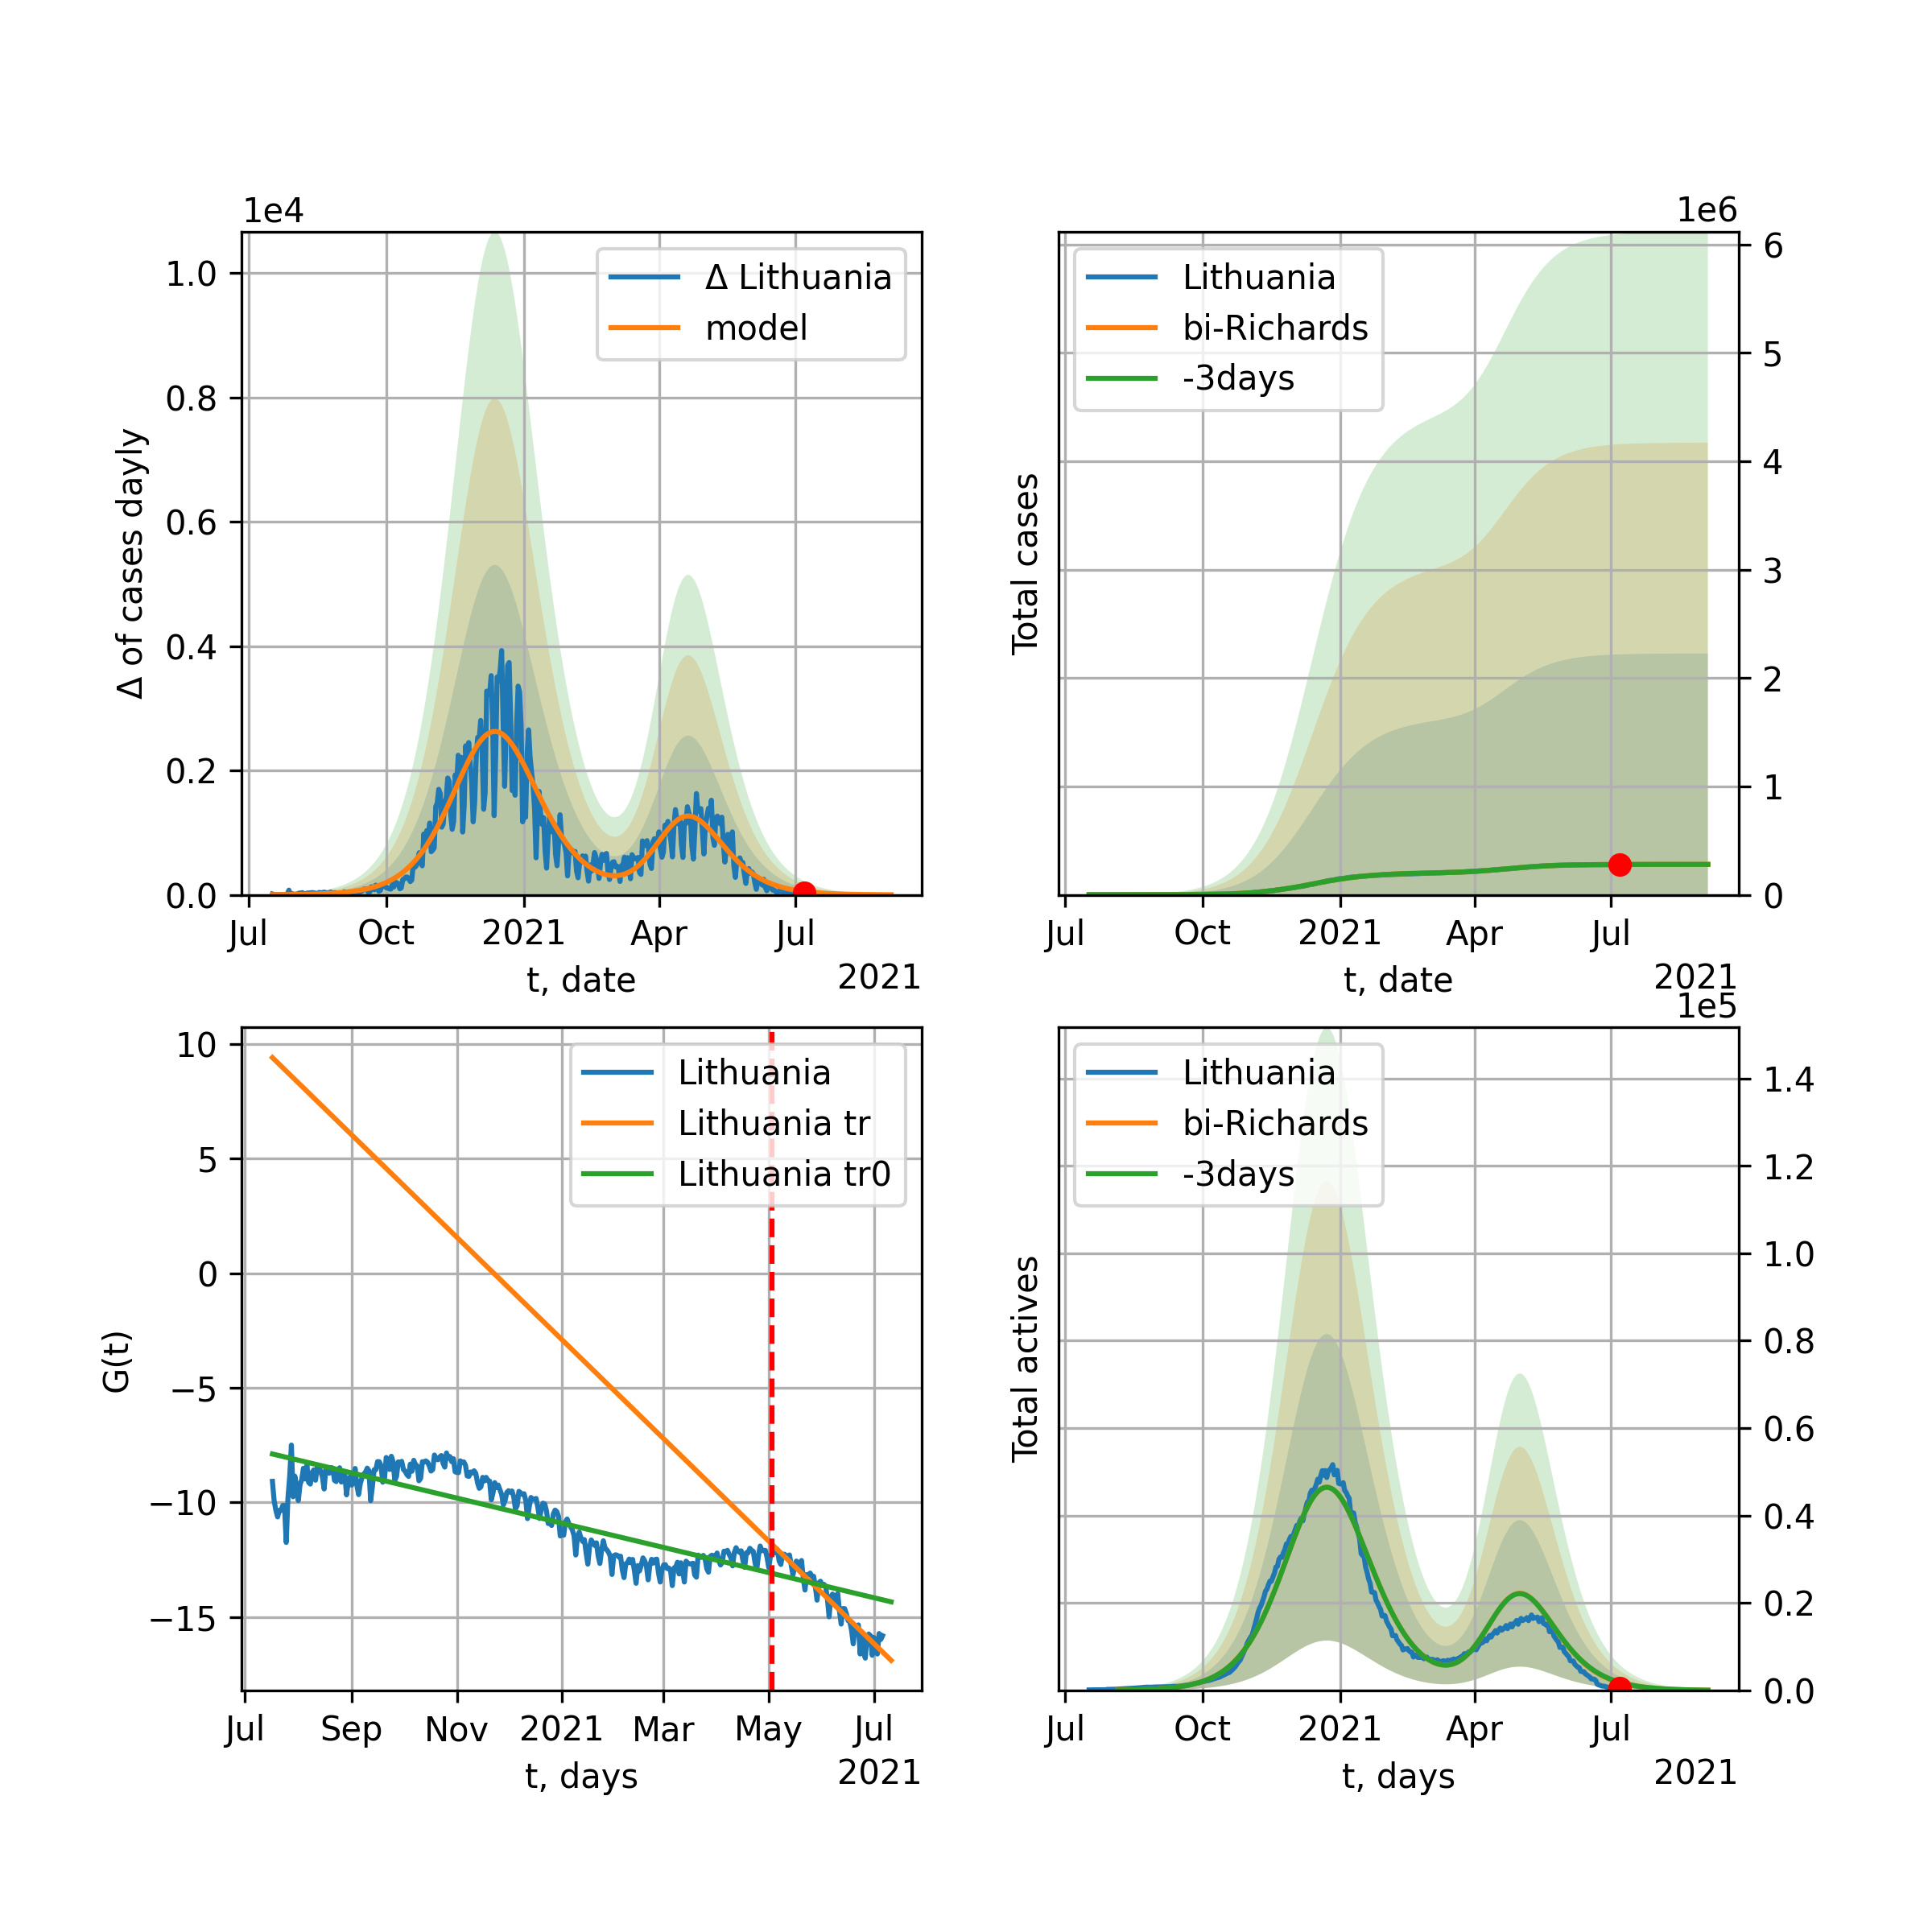 1e4
Δ of cases dayly
1.0
0.8
0.6
0.4
0.2
0.0
Δ Lithuania
model
Jul
Oct
2021
Apr
Jul
t, date
2021
1e6
Total cases
Lithuania
bi-Richards
-3days
6
5
4
3
2
1
0
Jul
Oct
2021
Apr
Jul
t, date
2021
G(t)
10
5
0
−5
−10
−15
Lithuania
Lithuania tr
Lithuania tr0
Jul
Sep
Nov
2021
Mar
May
Jul
t, days
2021
1e5
Total actives
Lithuania
bi-Richards
-3days
1.4
1.2
1.0
0.8
0.6
0.4
0.2
0.0
Jul
Oct
2021
Apr
Jul
t, days
2021